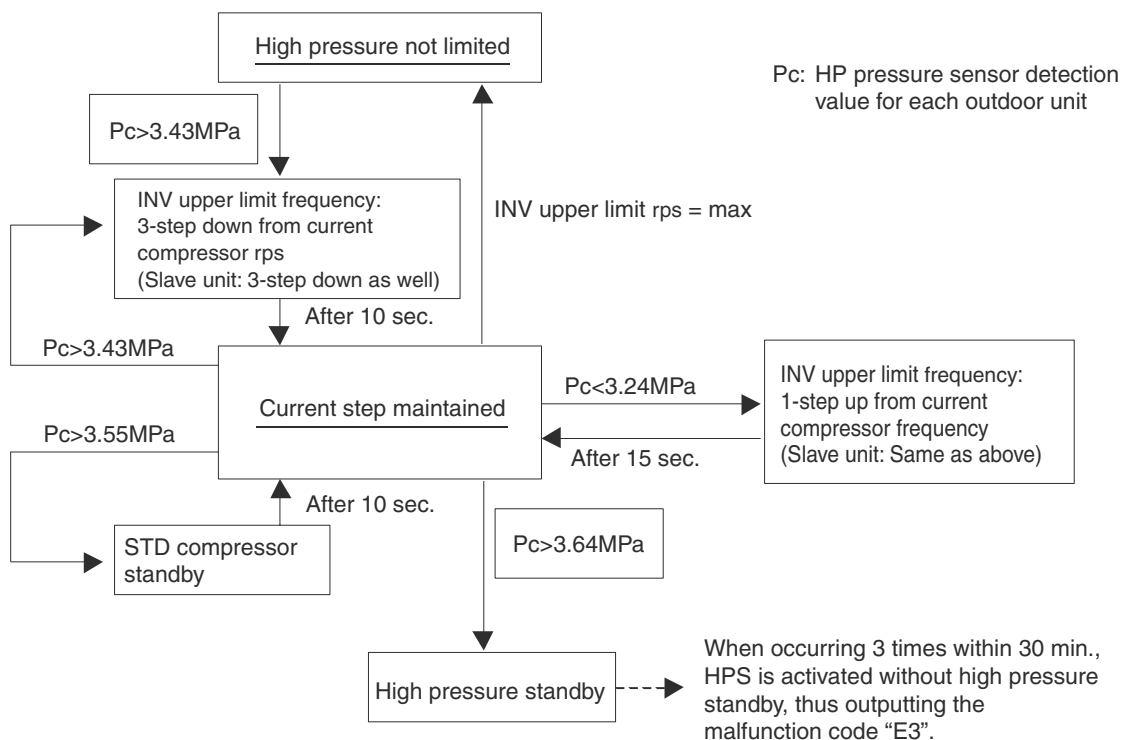 High pressure not limited
Pc: HP pressure sensor detection
value for each outdoor unit
Pc>3.43MPa
INV upper limit frequency:
3-step down from current
compressor rps
(Slave unit: 3-step down as well)
INV upper limit rps = max
After 10 sec.
Pc>3.43MPa
Current step maintained
Pc<3.24MPa
After 15 sec.
INV upper limit frequency:
1-step up from current
compressor frequency
(Slave unit: Same as above)
Pc>3.55MPa
After 10 sec.
STD compressor
standby
Pc>3.64MPa
High pressure standby
When occurring 3 times within 30 min.,
HPS is activated without high pressure
standby, thus outputting the
malfunction code “E3”.